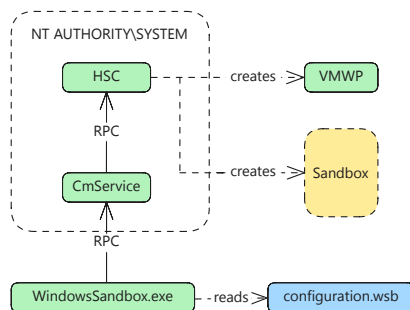 NT AUTHORITY\SYSTEM
HSC
creates
VMWP
RPC
CmService
creates
Sandbox
RPC
WindowsSandbox.exe
reads
configuration.wsb